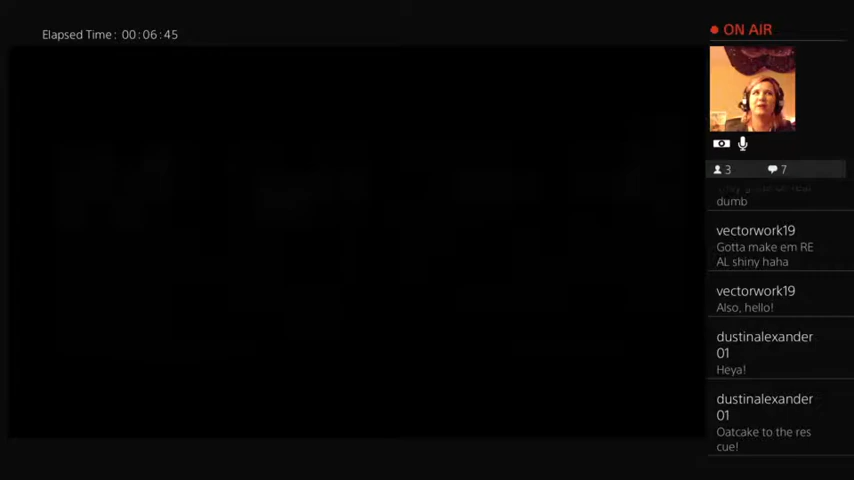 Elapsed Time: 00:06:45
ON AIR
3 7
dumb
vectorwork19
Gotta make em RE
AL shiny haha
vectorwork19
Also, hello!
dustinalexander
01
Heya!
dustinalexander
01
Oatcake to the res
cue!